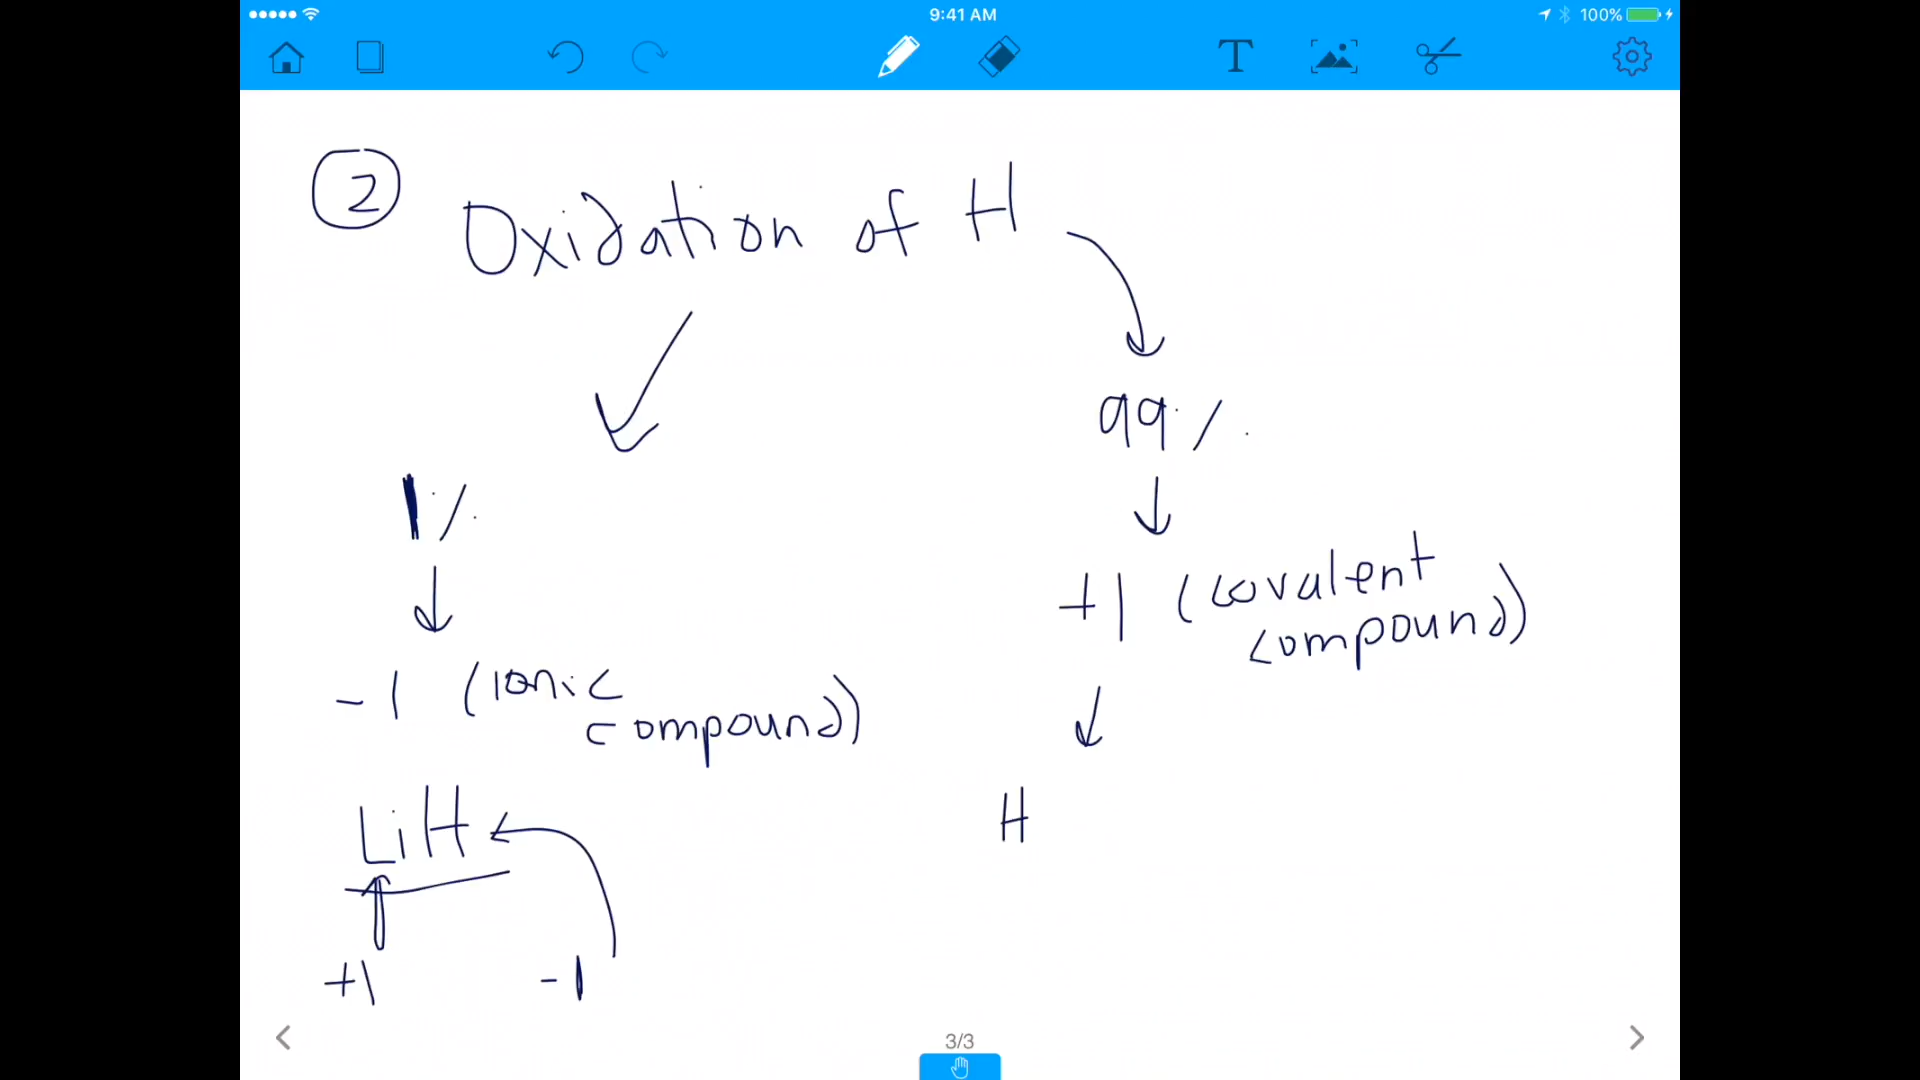 9:41 AM
100%
T
2
Oxidation of H
99%
1%
+1 (covalent
compound)
-1 (ionic
compound)
LiH
H
+1
-1
3/3